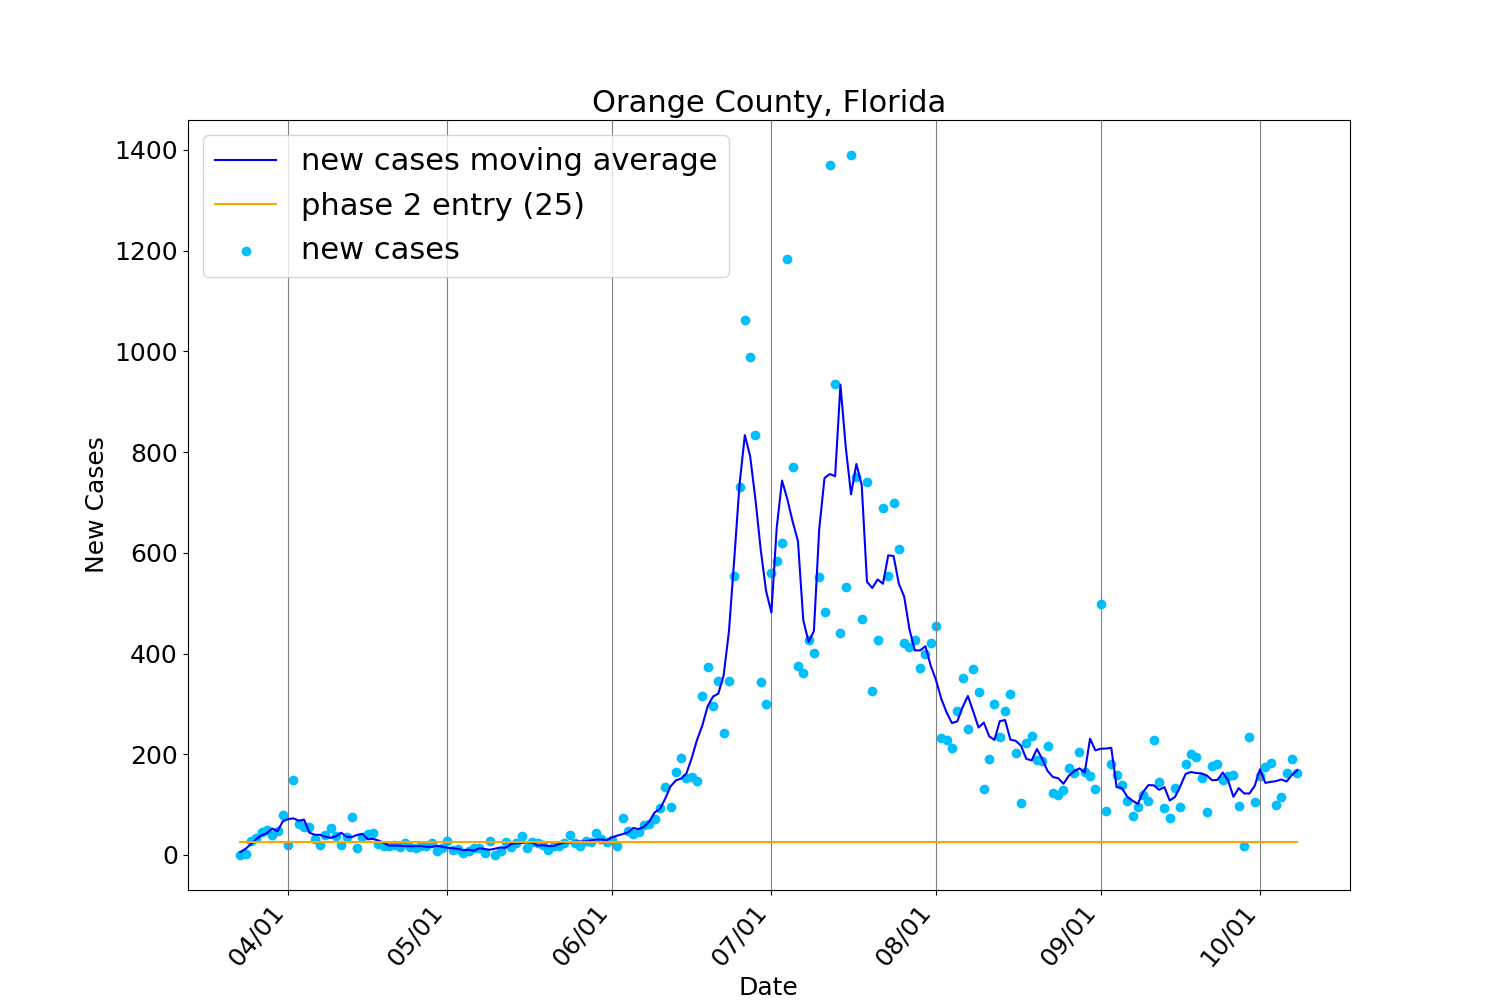 Orange County, Florida
new cases moving average
phase 2 entry (25)
new cases
1400
1200
1000
800
600
400
200
0
New Cases
04/01
05/01
06/01
07/01
08/01
09/01
10/01
Date